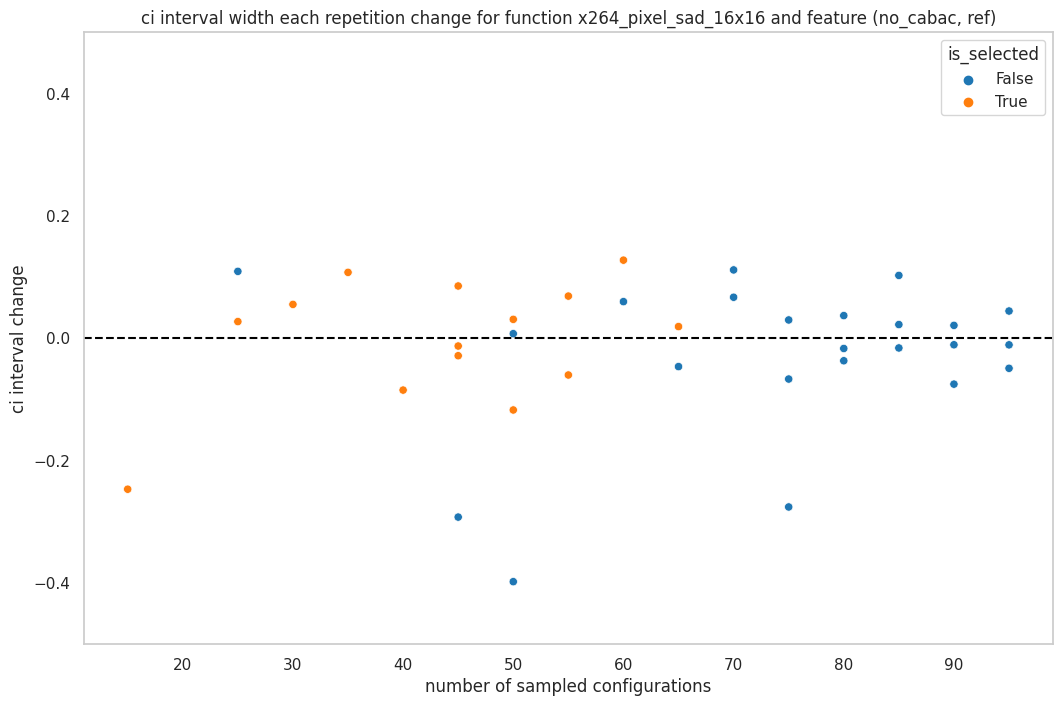 ci interval width each repetition change for function x264_pixel_sad_16x16 and feature (no_cabac, ref)
is_selected
False
True
0.4
0.2
0.0
−0.2
−0.4
ci interval change
20 30 40 50 60 70 80 90
number of sampled configurations